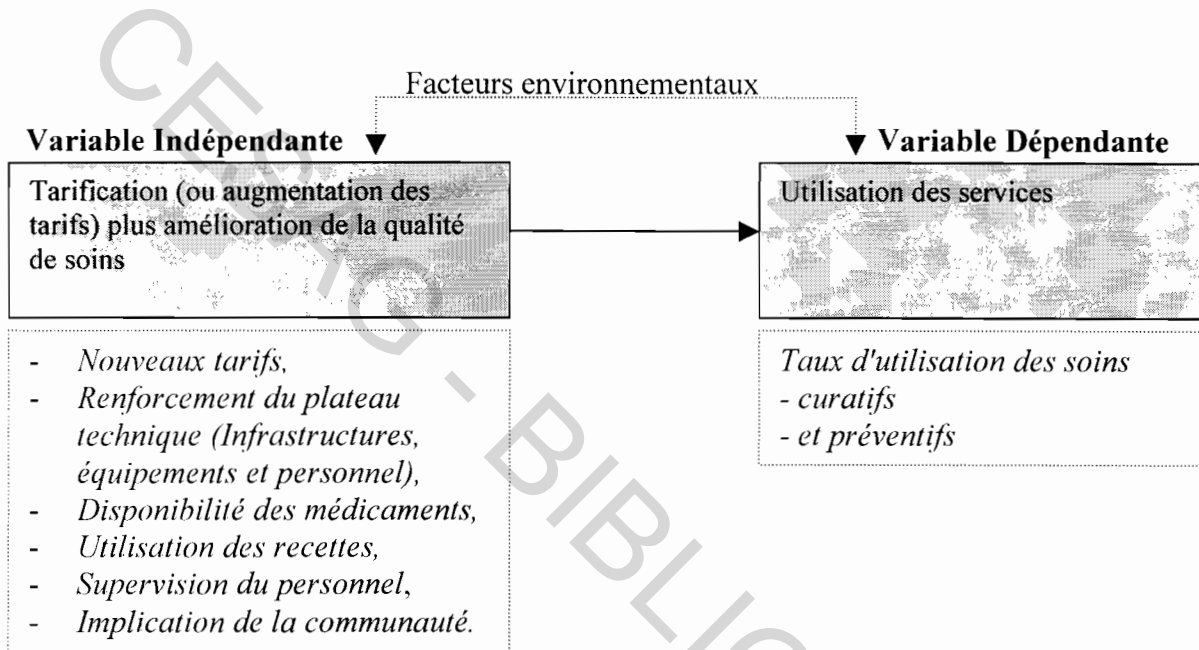 Facteurs environnementaux
Variable Indépendante
Tarification (ou augmentation des
tarifs) plus amélioration de la qualité
de soins
- Nouveaux tarifs,
- Renforcement du plateau
technique (Infrastructures,
équipements et personnel),
- Disponibilité des médicaments,
- Utilisation des recettes,
- Supervision du personnel,
- Implication de la communauté.
Variable Dépendante
Utilisation des services
Taux d'utilisation des soins
- curatifs
- et préventifs
CESAG - BIBLIO